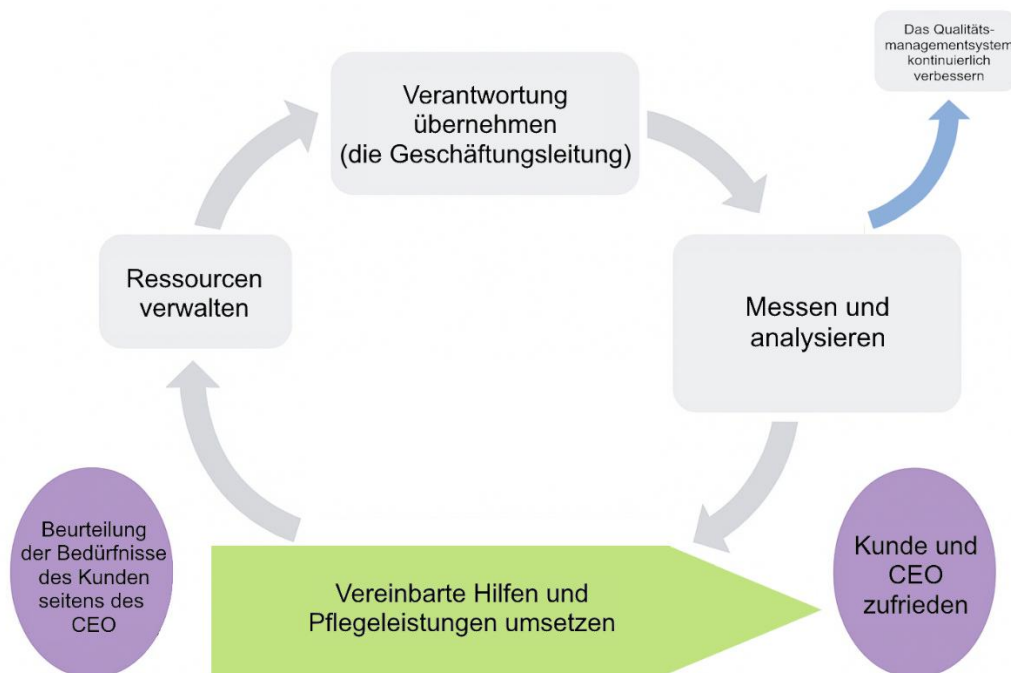 Das Qualitäts-
managementsystem
kontinuierlich
verbessern
Verantwortung
übernehmen
(die Geschäftungsleitung)
Ressourcen
verwalten
Messen und
analysieren
Beurteilung
der Bedürfnisse
des Kunden
seitens des
CEO
Vereinbarte Hilfen und
Pflegeleistungen umsetzen
Kunde und
CEO
zufrieden